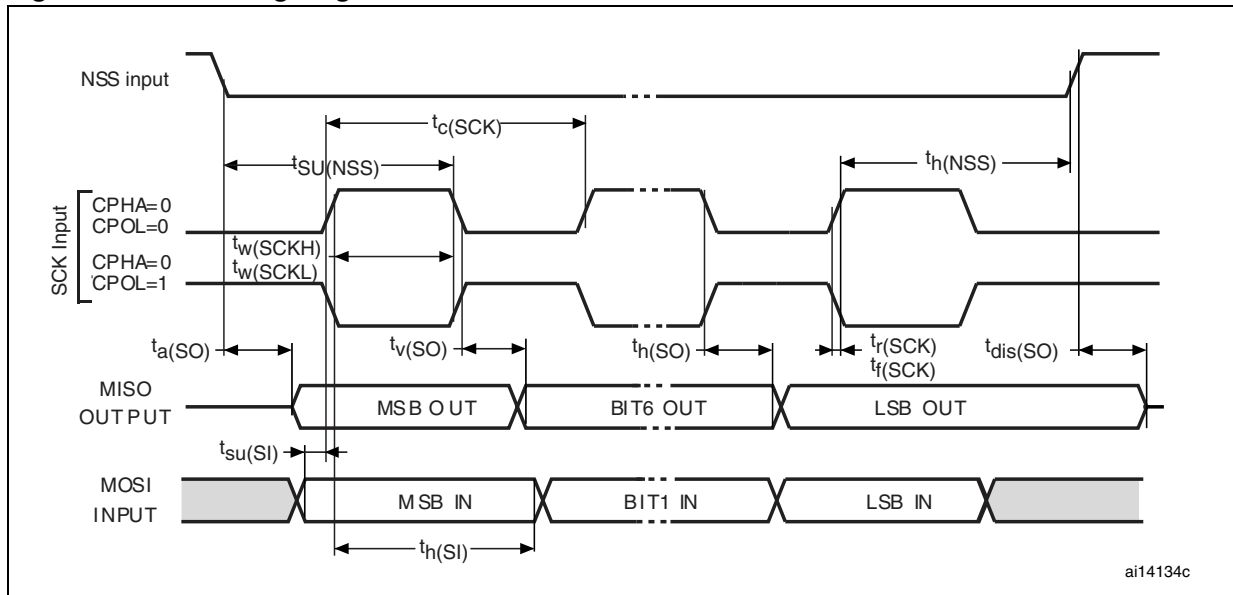 NSS input
tc(SCK)
tSU(NSS)
th(NSS)
SCK Input
CPHA=0
CPOL=0
tw(SCKH)
tw(SCKL)
CPHA=0
CPOL=1
ta(SO)
tv(SO)
th(SO)
tr(SCK)
tf(SCK)
tdis(SO)
MISO
OUTPUT
MSB OUT
BIT6 OUT
LSB OUT
tsu(SI)
MOSI
INPUT
MSB IN
BIT1 IN
LSB IN
th(SI)
ai14134c